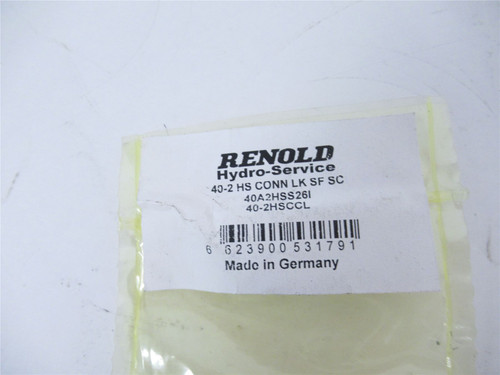 RENOLD
Hydro-Service
40-2 HS CONN LK SF SC
40A2HSS26I
40-2HSCCL
6 623900 531791
Made in Germany